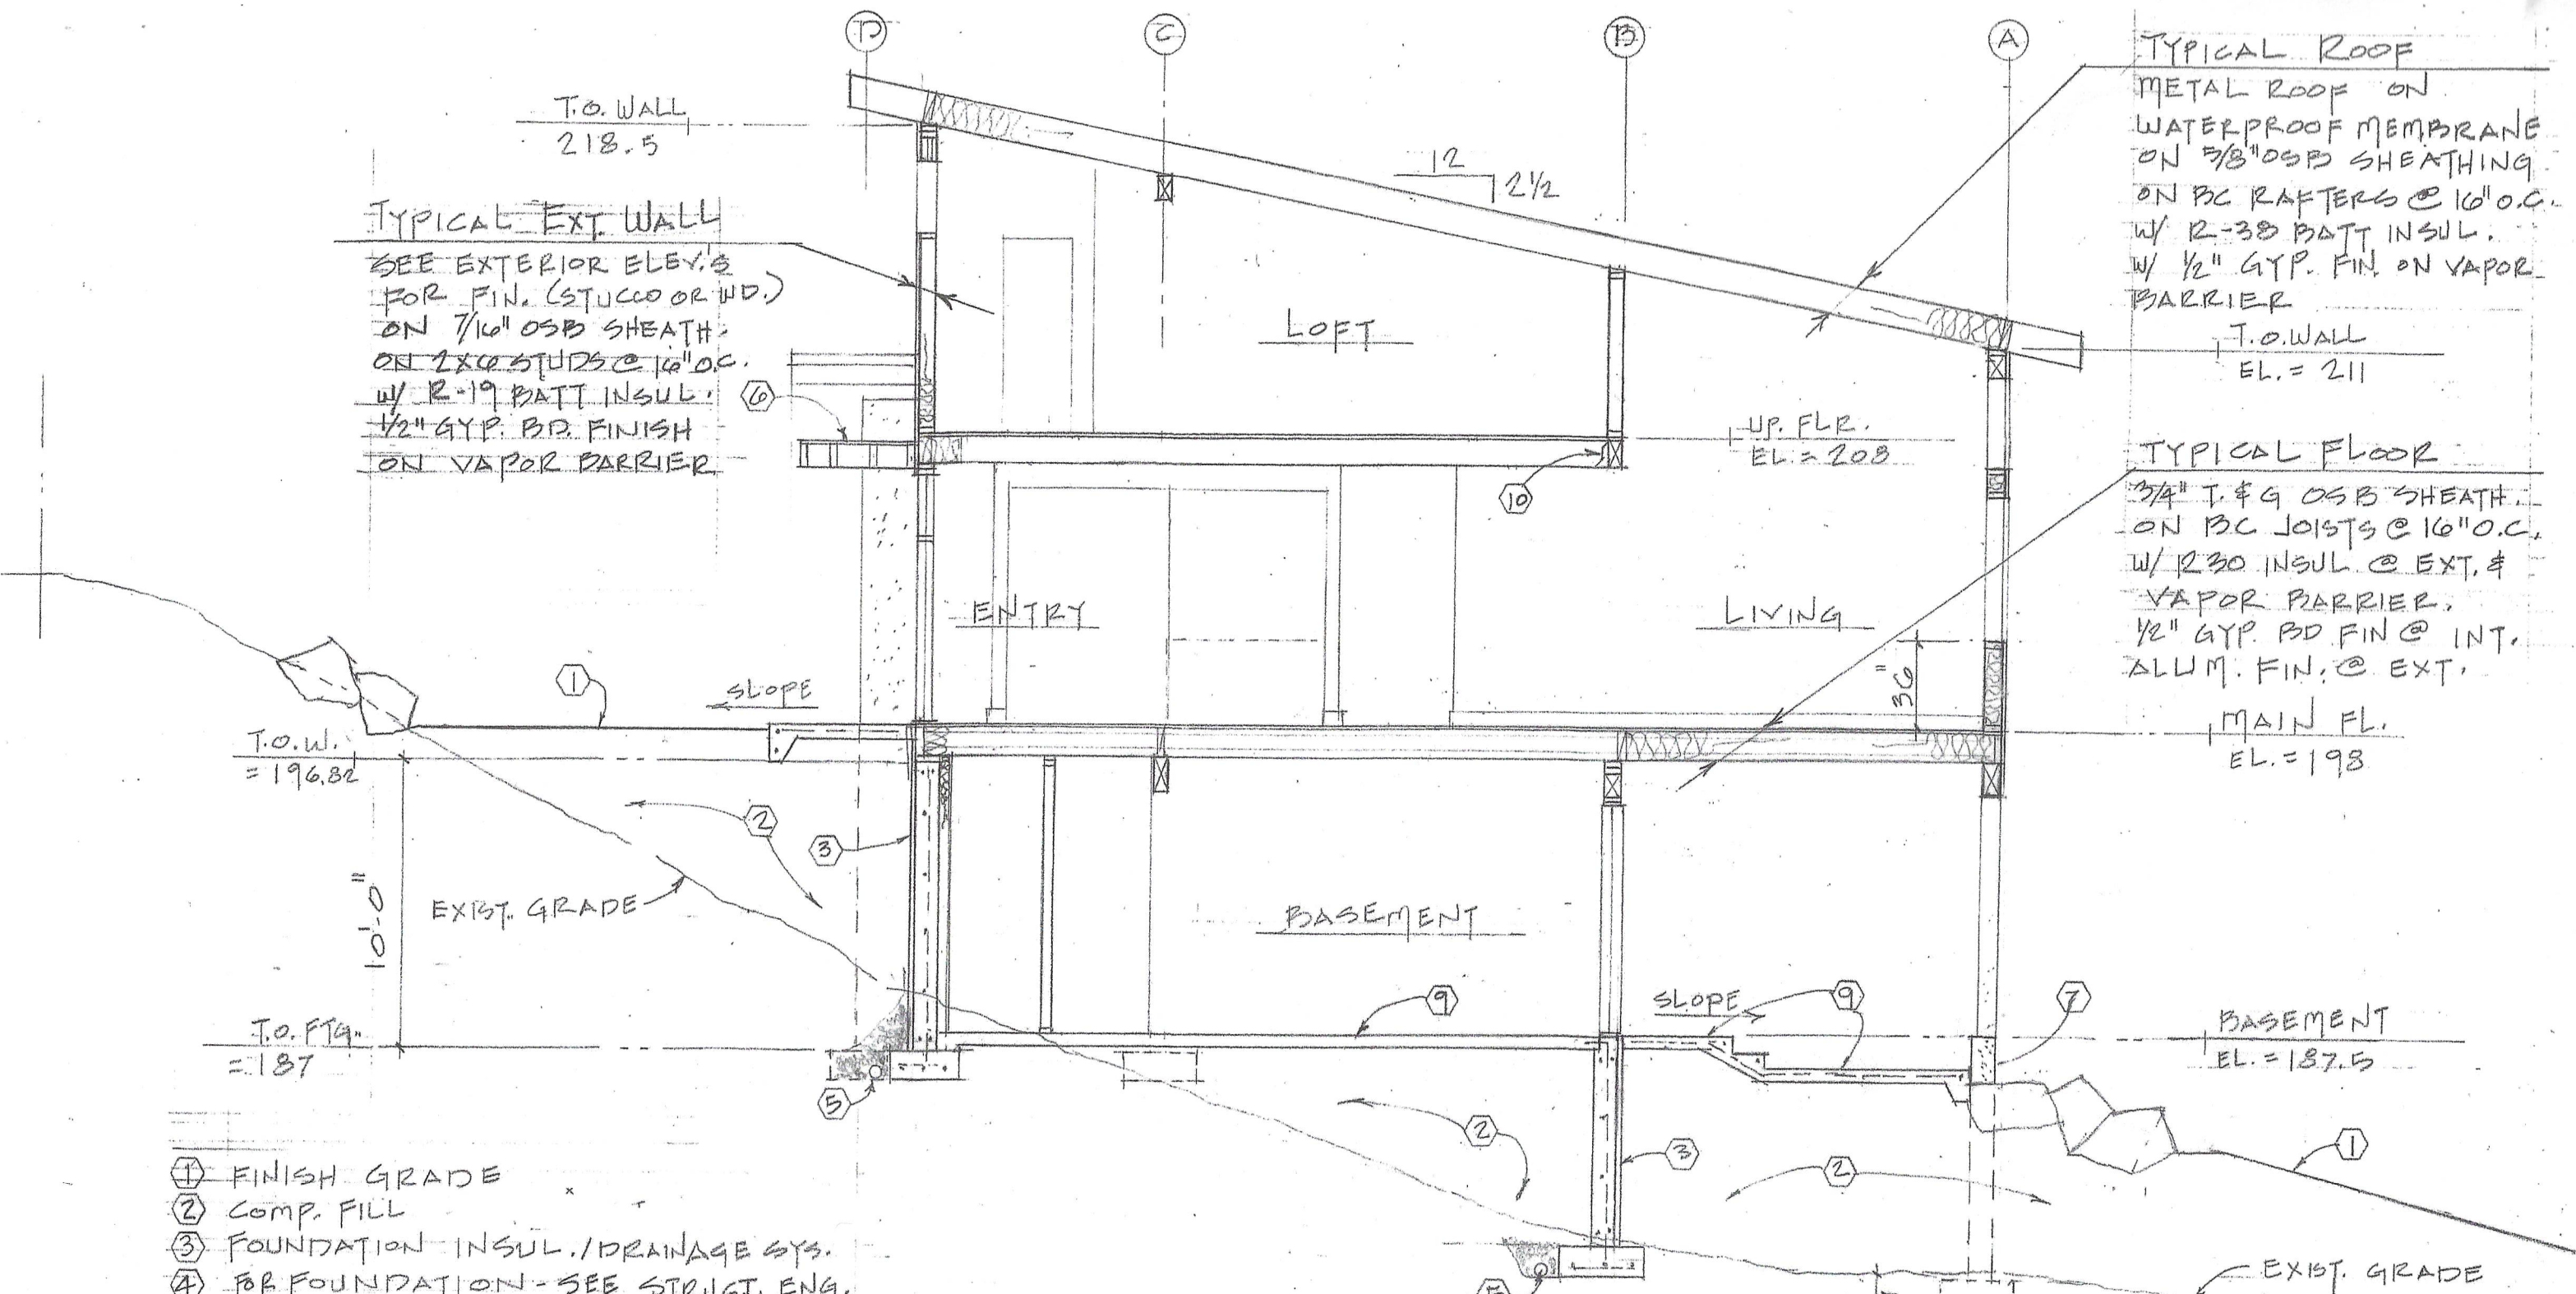 D
C
B
A
T.O. WALL
218.5
12
2 1/2
TYPICAL ROOF
METAL ROOF ON
WATERPROOF MEMBRANE
ON 5/8" OSB SHEATHING
ON BC RAFTERS @ 16" O.C.
W/ R-38 BATT INSUL.
W/ 1/2" GYP. FIN. ON VAPOR
BARRIER
T.O. WALL
EL. = 211
TYPICAL EXT. WALL
SEE EXTERIOR ELEV.'S
FOR FIN. (STUCCO OR WD.)
ON 7/16" OSB SHEATH.
ON 2X6 STUDS @ 16" O.C.
W/ R-19 BATT INSUL.
1/2" GYP. BD. FINISH
ON VAPOR BARRIER
6
LOFT
UP. FLR.
EL. = 208
10
TYPICAL FLOOR
3/4" T. & G OSB SHEATH.
ON BC JOISTS @ 16" O.C.
W/ R30 INSUL @ EXT. &
VAPOR BARRIER.
1/2" GYP. BD FIN @ INT.
ALUM. FIN. @ EXT.
ENTRY
LIVING
36"
1
SLOPE
T.O.W.
= 196.82
MAIN FL.
EL. = 198
2
3
EXIST. GRADE
10'-0"
BASEMENT
9
SLOPE
9
7
BASEMENT
EL. = 187.5
T.O. FTG.
= 187
5
2
3
2
1
1 FINISH GRADE
2 COMP. FILL
3 FOUNDATION INSUL./DRAINAGE SYS.
4 FOR FOUNDATION - SEE STRUCT. ENG.
5
EXIST. GRADE